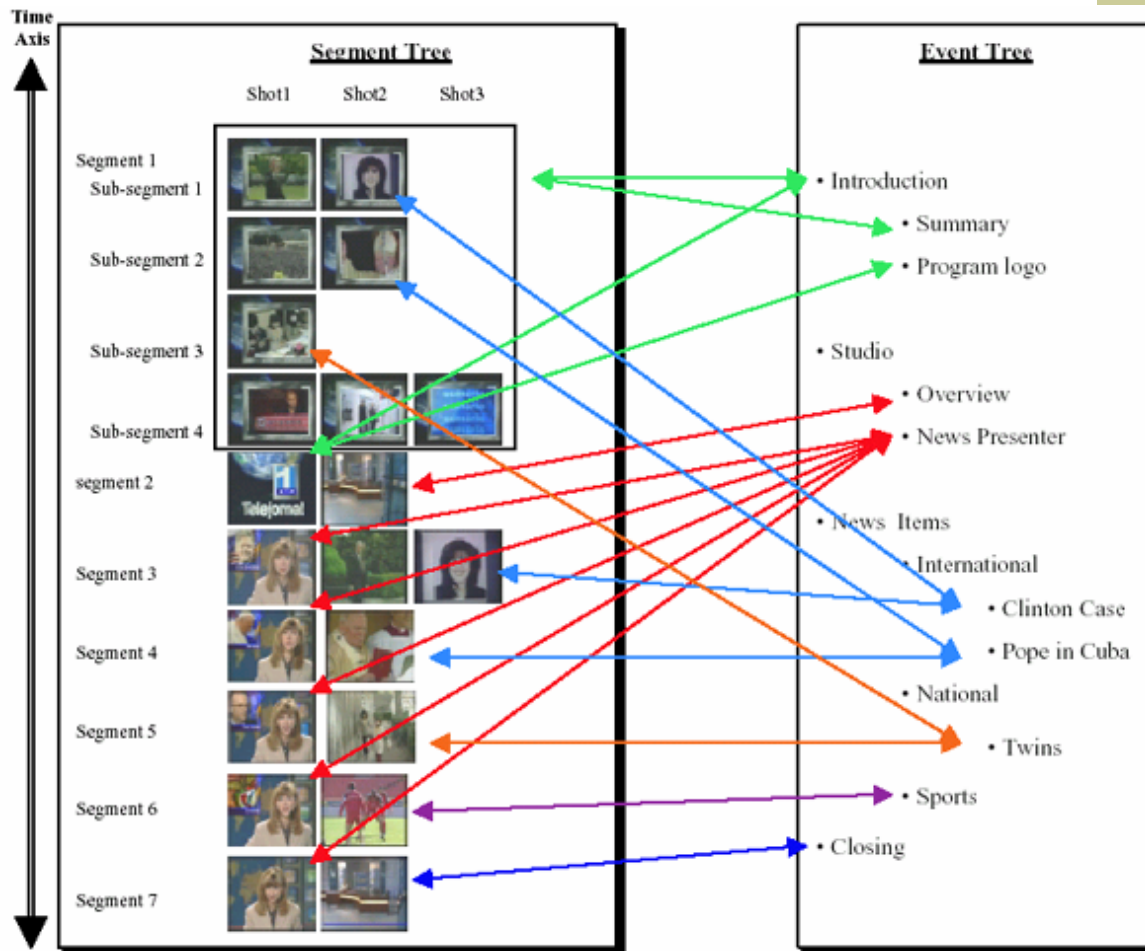 Time
Axis
Segment Tree
Shot1 Shot2 Shot3
Segment 1
Sub-segment 1
Sub-segment 2
Sub-segment 3
Sub-segment 4
segment 2
Telejornal
Segment 3
Segment 4
Segment 5
Segment 6
Segment 7
Event Tree
• Introduction
• Summary
• Program logo
• Studio
• Overview
• News Presenter
• News Items
• International
• Clinton Case
• Pope in Cuba
• National
• Twins
• Sports
• Closing